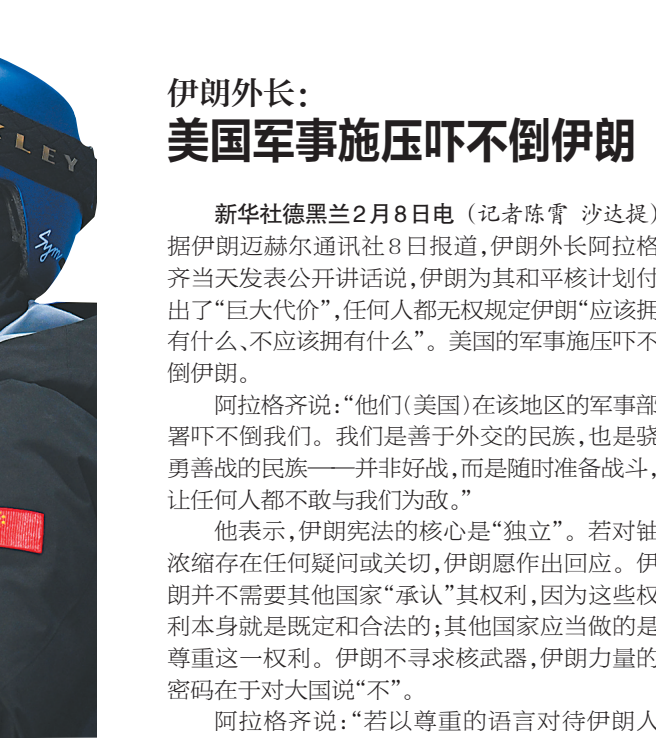 LEY
Sym
伊朗外长：
美国军事施压吓不倒伊朗
新华社德黑兰2月8日电（记者陈霄 沙达提）
据伊朗迈赫尔通讯社8日报道，伊朗外长阿拉格
齐当天发表公开讲话说，伊朗为其和平核计划付
出了“巨大代价”，任何人都无权规定伊朗“应该拥
有什么、不应该拥有什么”。美国的军事施压吓不
倒伊朗。
阿拉格齐说：“他们（美国）在该地区的军事部
署吓不倒我们。我们是善于外交的民族，也是骁
勇善战的民族——并非好战，而是随时准备战斗，
让任何人都不敢与我们为敌。”
他表示，伊朗宪法的核心是“独立”。若对铀
浓缩存在任何疑问或关切，伊朗愿作出回应。伊
朗并不需要其他国家“承认”其权利，因为这些权
利本身就是既定和合法的；其他国家应当做的是
尊重这一权利。伊朗不寻求核武器，伊朗力量的
密码在于对大国说“不”。
阿拉格齐说：“若以尊重的语言对待伊朗人